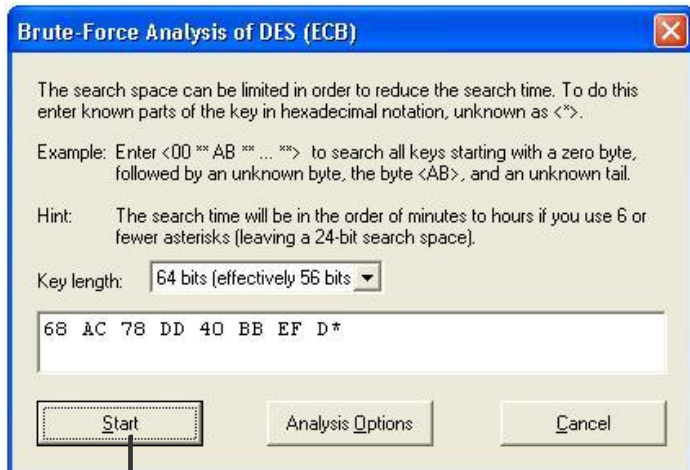 Brute-Force Analysis of DES (ECB)
The search space can be limited in order to reduce the search time. To do this
enter known parts of the key in hexadecimal notation, unknown as <*>.
Example: Enter <00 ** AB ** ... **> to search all keys starting with a zero byte,
followed by an unknown byte, the byte <AB>, and an unknown tail.
Hint: The search time will be in the order of minutes to hours if you use 6 or
fewer asterisks (leaving a 24-bit search space).
Key length: 64 bits (effectively 56 bits
68 AC 78 DD 40 BB EF D*
Start Analysis Options Cancel